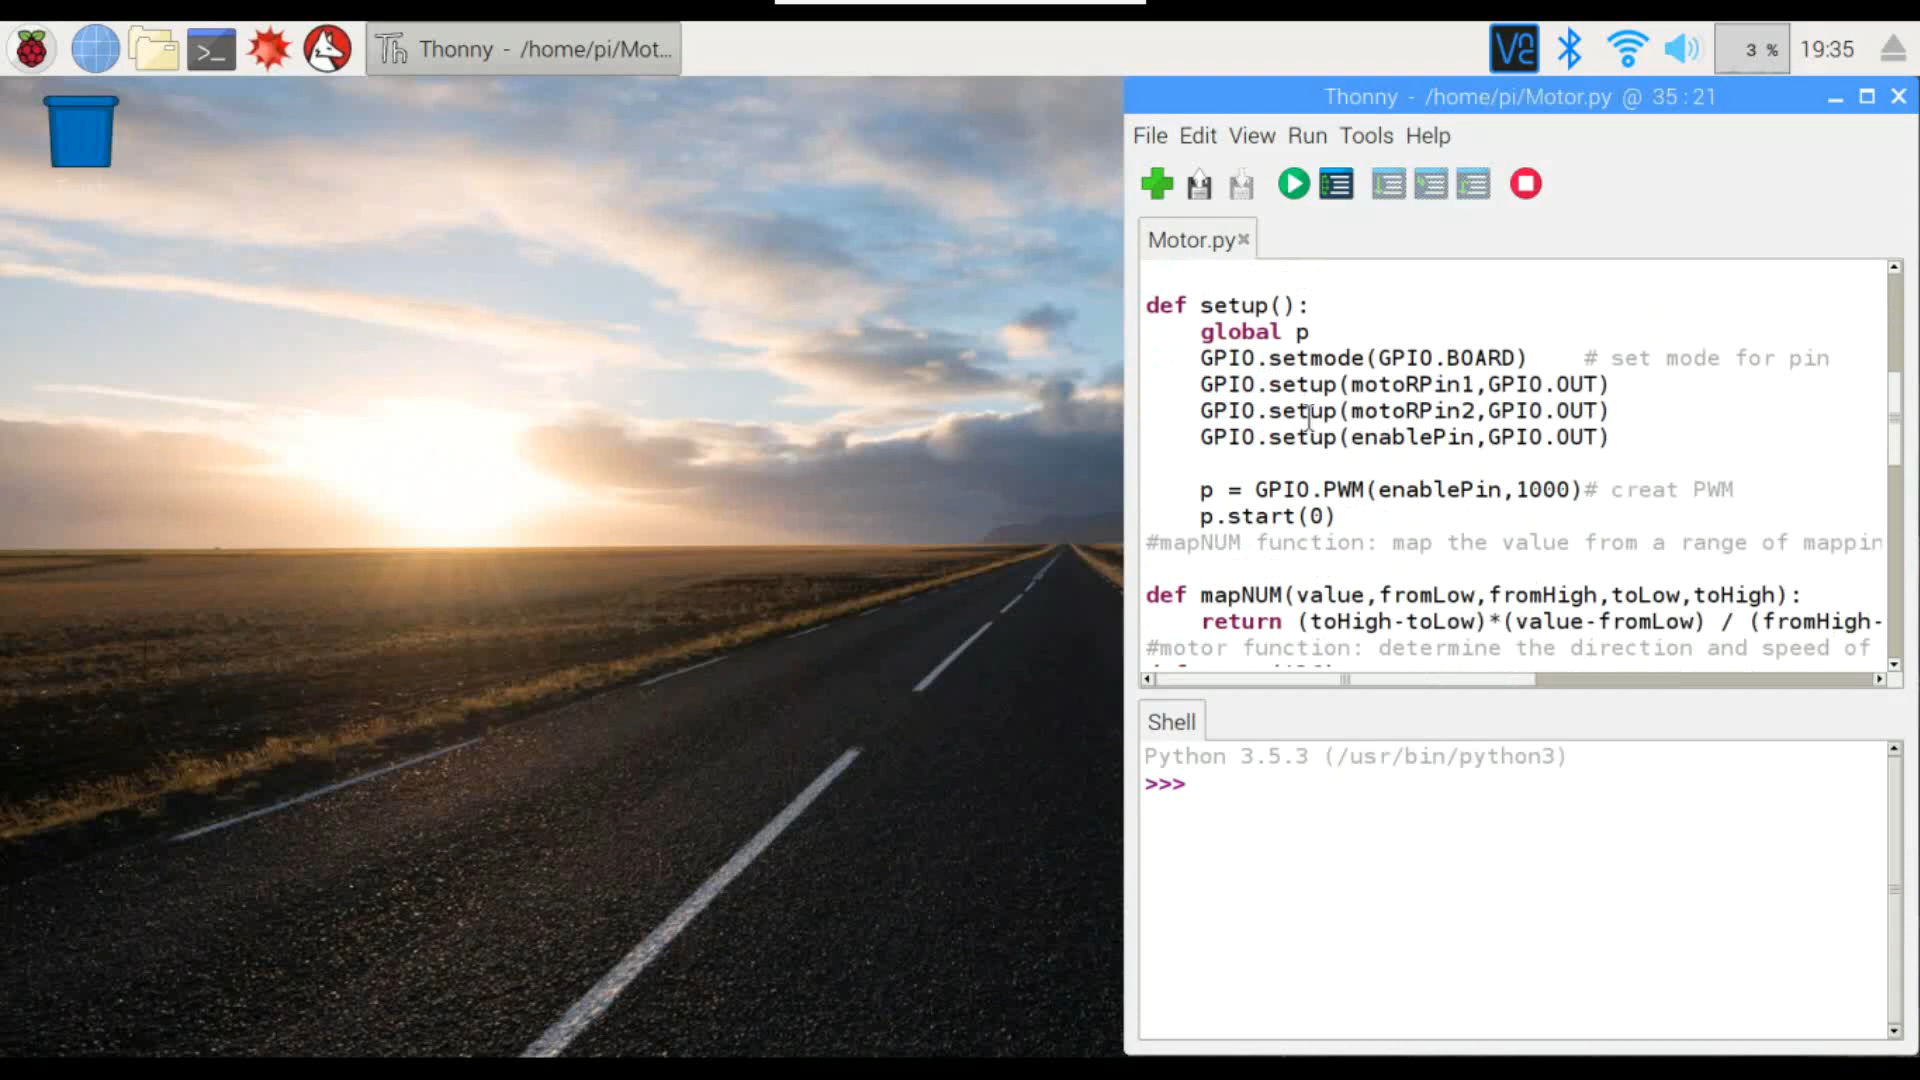 Thonny - /home/pi/Mot...
3 %
19:35
Thonny - /home/pi/Motor.py @ 35:21
File Edit View Run Tools Help
Motor.py
def setup():
global p
GPIO.setmode(GPIO.BOARD) # set mode for pin
GPIO.setup(motoRPin1,GPIO.OUT)
GPIO.setup(motoRPin2,GPIO.OUT)
GPIO.setup(enablePin,GPIO.OUT)
p = GPIO.PWM(enablePin,1000)# creat PWM
p.start(0)
#mapNUM function: map the value from a range of mappin
def mapNUM(value,fromLow,fromHigh,toLow,toHigh):
return (toHigh-toLow)*(value-fromLow) / (fromHigh-
#motor function: determine the direction and speed of
Shell
Python 3.5.3 (/usr/bin/python3)
>>>